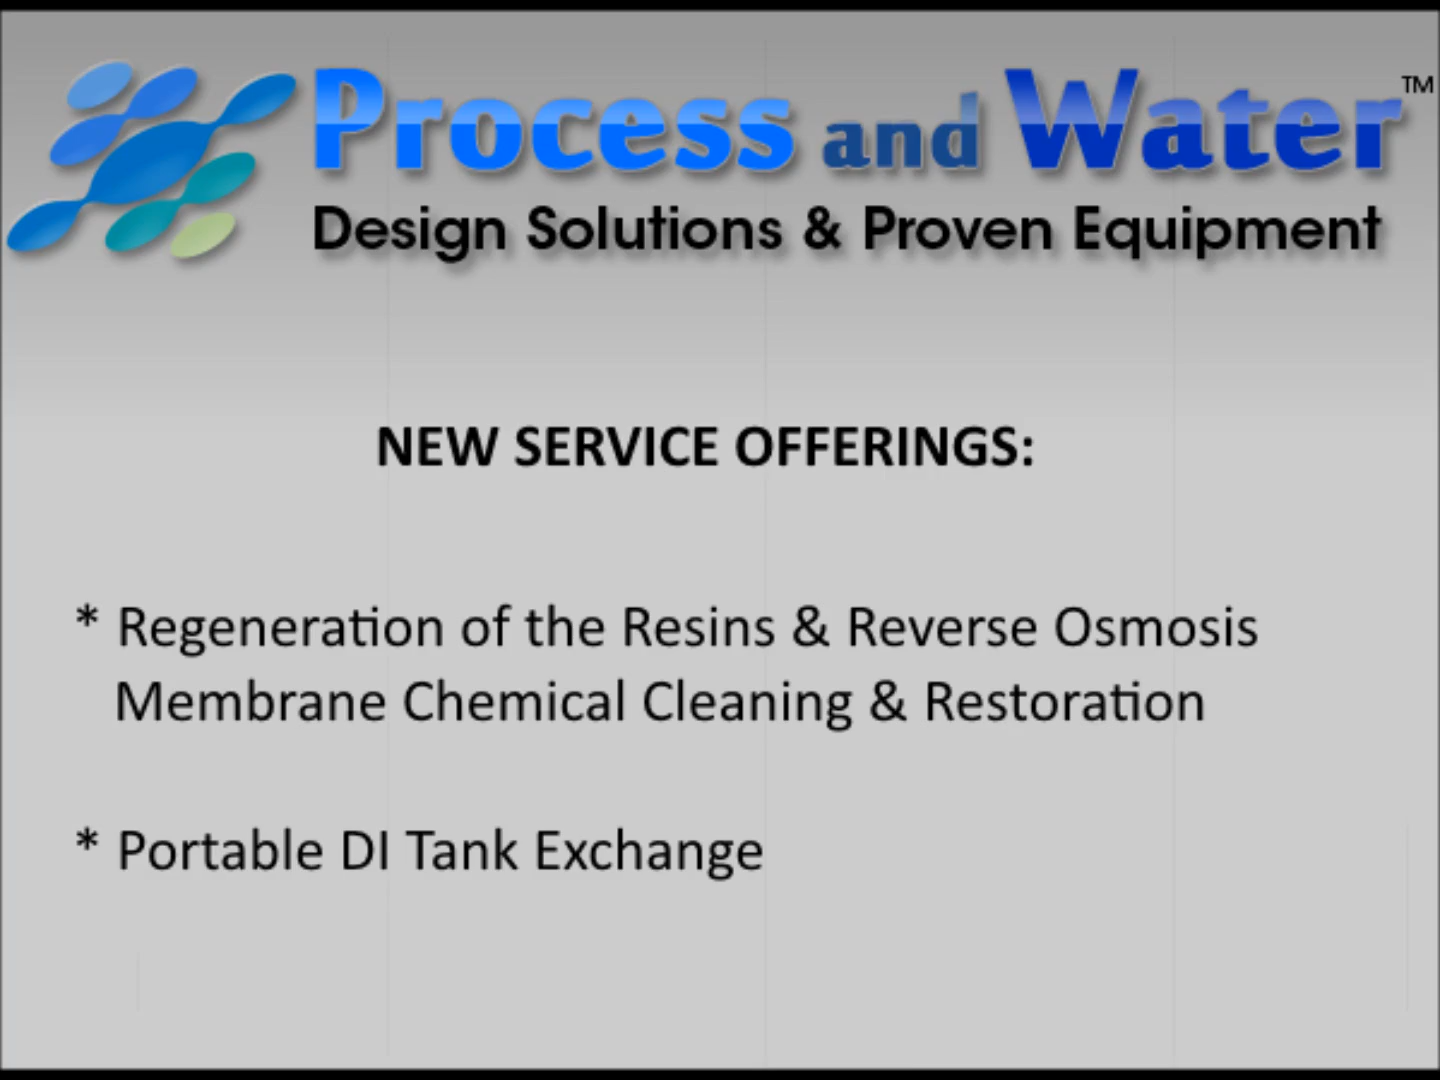 Process and Water™
Design Solutions & Proven Equipment
NEW SERVICE OFFERINGS:
* Regeneration of the Resins & Reverse Osmosis
Membrane Chemical Cleaning & Restoration
* Portable DI Tank Exchange